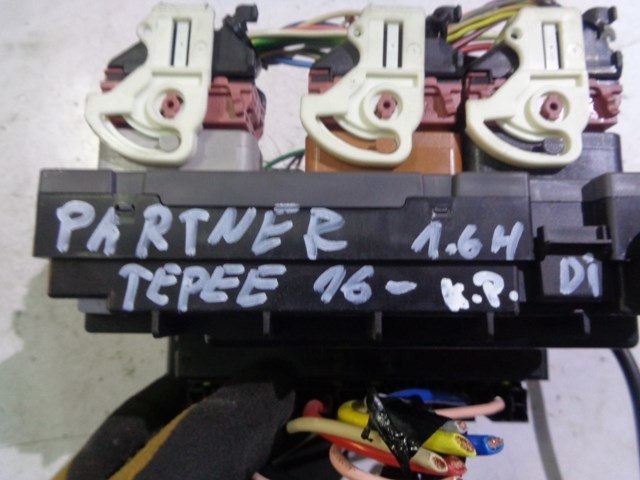 PARTNER 1.6H
TEPEE 16- K.P. Di